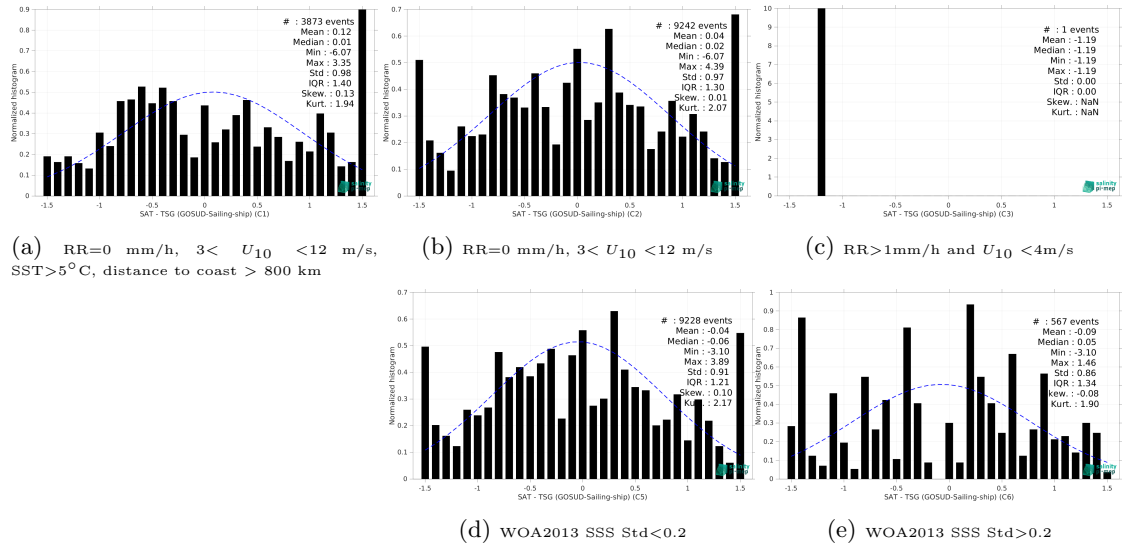 # : 3873 events
Mean : 0.12
Median : 0.01
Min : -6.07
Max : 3.35
Std : 0.98
IQR : 1.40
Skew. : 0.13
Kurt. : 1.94
Normalized histogram
0.9
0.8
0.7
0.6
0.5
0.4
0.3
0.2
0.1
0
-1.5 -1 -0.5 0 0.5 1 1.5
SAT - TSG (GOSUD-Sailing-ship) (C1)
salinity
pi-mep
(a) RR=0 mm/h, 3< U10 <12 m/s,
SST>5°C, distance to coast > 800 km
# : 9242 events
Mean : 0.04
Median : 0.02
Min : -6.07
Max : 4.39
Std : 0.97
IQR : 1.30
Skew. : 0.01
Kurt. : 2.07
Normalized histogram
0.7
0.6
0.5
0.4
0.3
0.2
0.1
0
-1.5 -1 -0.5 0 0.5 1 1.5
SAT - TSG (GOSUD-Sailing-ship) (C2)
salinity
pi-mep
(b) RR=0 mm/h, 3< U10 <12 m/s
# : 1 events
Mean : -1.19
Median : -1.19
Min : -1.19
Max : -1.19
Std : 0.00
IQR : 0.00
Skew. : NaN
Kurt. : NaN
Normalized histogram
10
9
8
7
6
5
4
3
2
1
0
-1.5 -1 -0.5 0 0.5 1 1.5
SAT - TSG (GOSUD-Sailing-ship) (C3)
salinity
pi-mep
(c) RR>1mm/h and U10 <4m/s
# : 9228 events
Mean : -0.04
Median : -0.06
Min : -3.10
Max : 3.89
Std : 0.91
IQR : 1.21
Skew. : 0.10
Kurt. : 2.17
Normalized histogram
0.7
0.6
0.5
0.4
0.3
0.2
0.1
0
-1.5 -1 -0.5 0 0.5 1 1.5
SAT - TSG (GOSUD-Sailing-ship) (C5)
salinity
pi-mep
(d) WOA2013 SSS Std<0.2
# : 567 events
Mean : -0.09
Median : 0.05
Min : -3.10
Max : 1.46
Std : 0.86
IQR : 1.34
kew. : -0.08
Kurt. : 1.90
Normalized histogram
1
0.9
0.8
0.7
0.6
0.5
0.4
0.3
0.2
0.1
0
-1.5 -1 -0.5 0 0.5 1 1.5
SAT - TSG (GOSUD-Sailing-ship) (C6)
salinity
pi-mep
(e) WOA2013 SSS Std>0.2